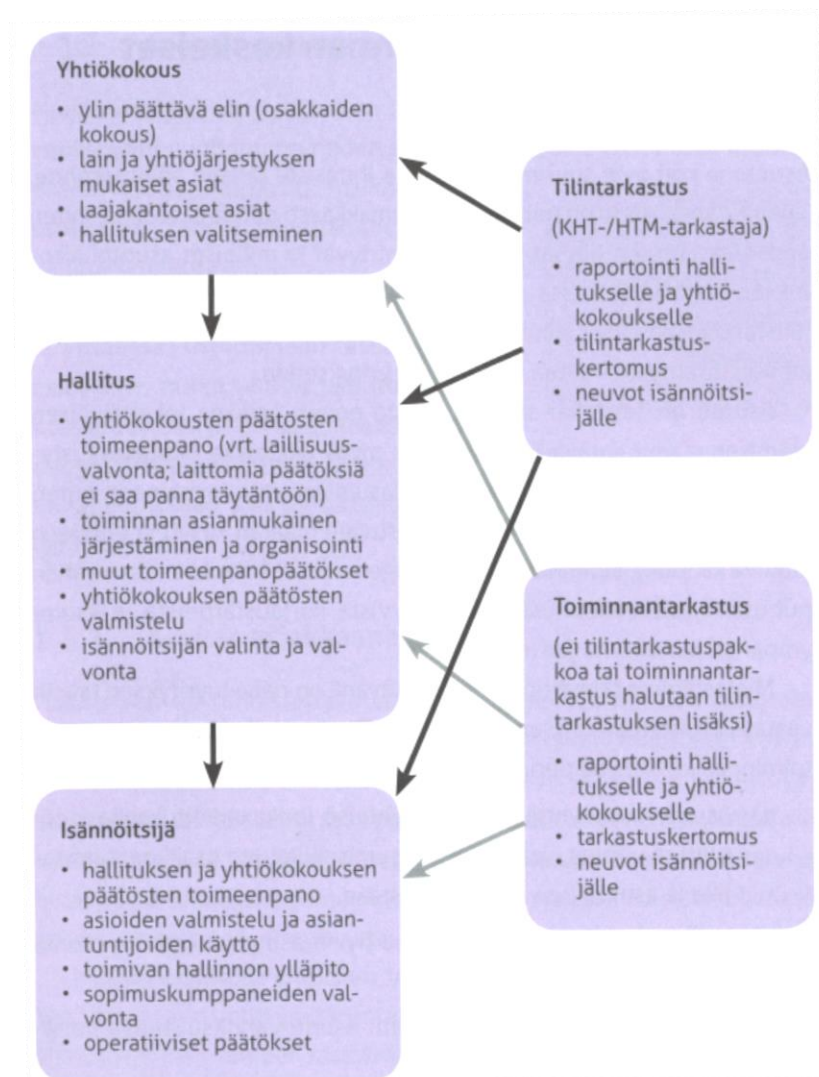 Yhtiökokous
• ylin päättävä elin (osakkaiden
kokous)
• lain ja yhtiöjärjestyksen
mukaiset asiat
• laajakantoiset asiat
• hallituksen valitseminen
Hallitus
• yhtiökokousten päätösten
toimeenpano (vrt. laillisuus-
valvonta; laittomia päätöksiä
ei saa panna täytäntöön)
• toiminnan asianmukainen
järjestäminen ja organisointi
• muut toimeenpanopäätökset
• yhtiökokouksen päätösten
valmistelu
• isännöitsijän valinta ja val-
vonta
Isännöitsijä
• hallituksen ja yhtiökokouksen
päätösten toimeenpano
• asioiden valmistelu ja asian-
tuntijoiden käyttö
• toimivan hallinnon ylläpito
• sopimuskumppaneiden val-
vonta
• operatiiviset päätökset
Tilintarkastus
(KHT-/HTM-tarkastaja)
• raportointi halli-
tukselle ja yhtiö-
kokoukselle
• tilintarkastus-
kertomus
• neuvot isännöitsi-
jälle
Toiminnantarkastus
(ei tilintarkastuspak-
koa tai toiminnantar-
kastus halutaan tilin-
tarkastuksen lisäksi)
• raportointi halli-
tukselle ja yhtiö-
kokoukselle
• tarkastuskertomus
• neuvot isännöitsi-
jälle